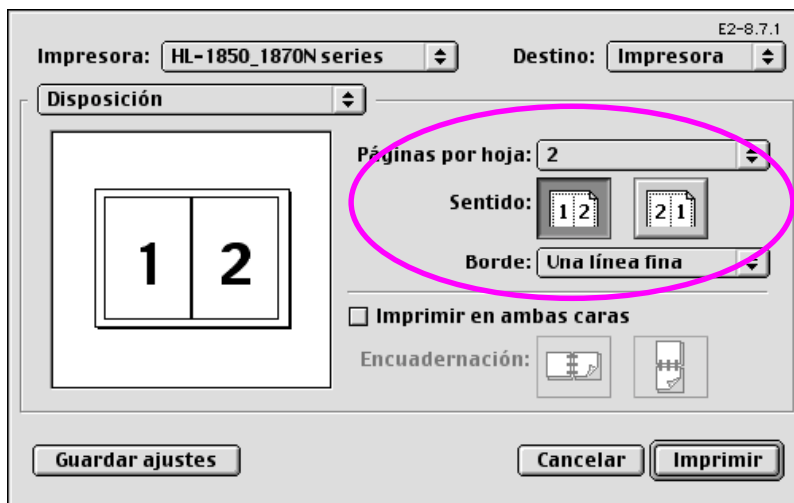 E2-8.7.1
Impresora: HL-1850_1870N series Destino: Impresora
Disposición
Páginas por hoja: 2
Sentido: 1 2 2 1
1 2
Borde: Una línea fina
Imprimir en ambas caras
Encuadernación:
Guardar ajustes Cancelar Imprimir